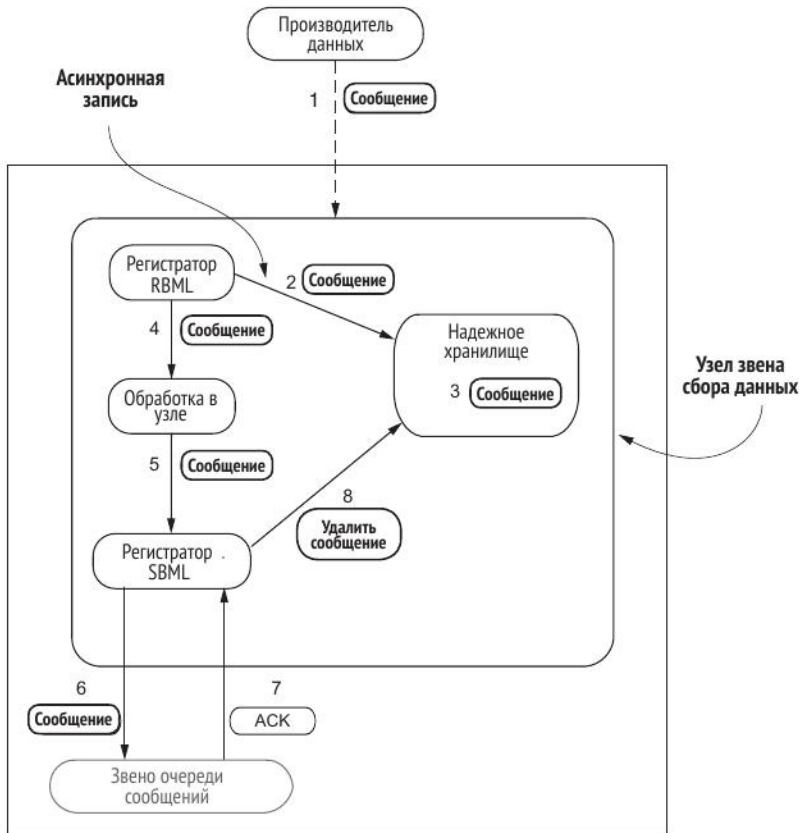 Производитель
данных
Асинхронная
запись
1 Сообщение
Регистратор
RBML
2 Сообщение
4 Сообщение
Надежное
хранилище
3 Сообщение
Узел звена
сбора данных
Обработка в
узле
5 Сообщение
8
Удалить
сообщение
Регистратор .
SBML
6
Сообщение
7
ACK
Звено очереди
сообщений